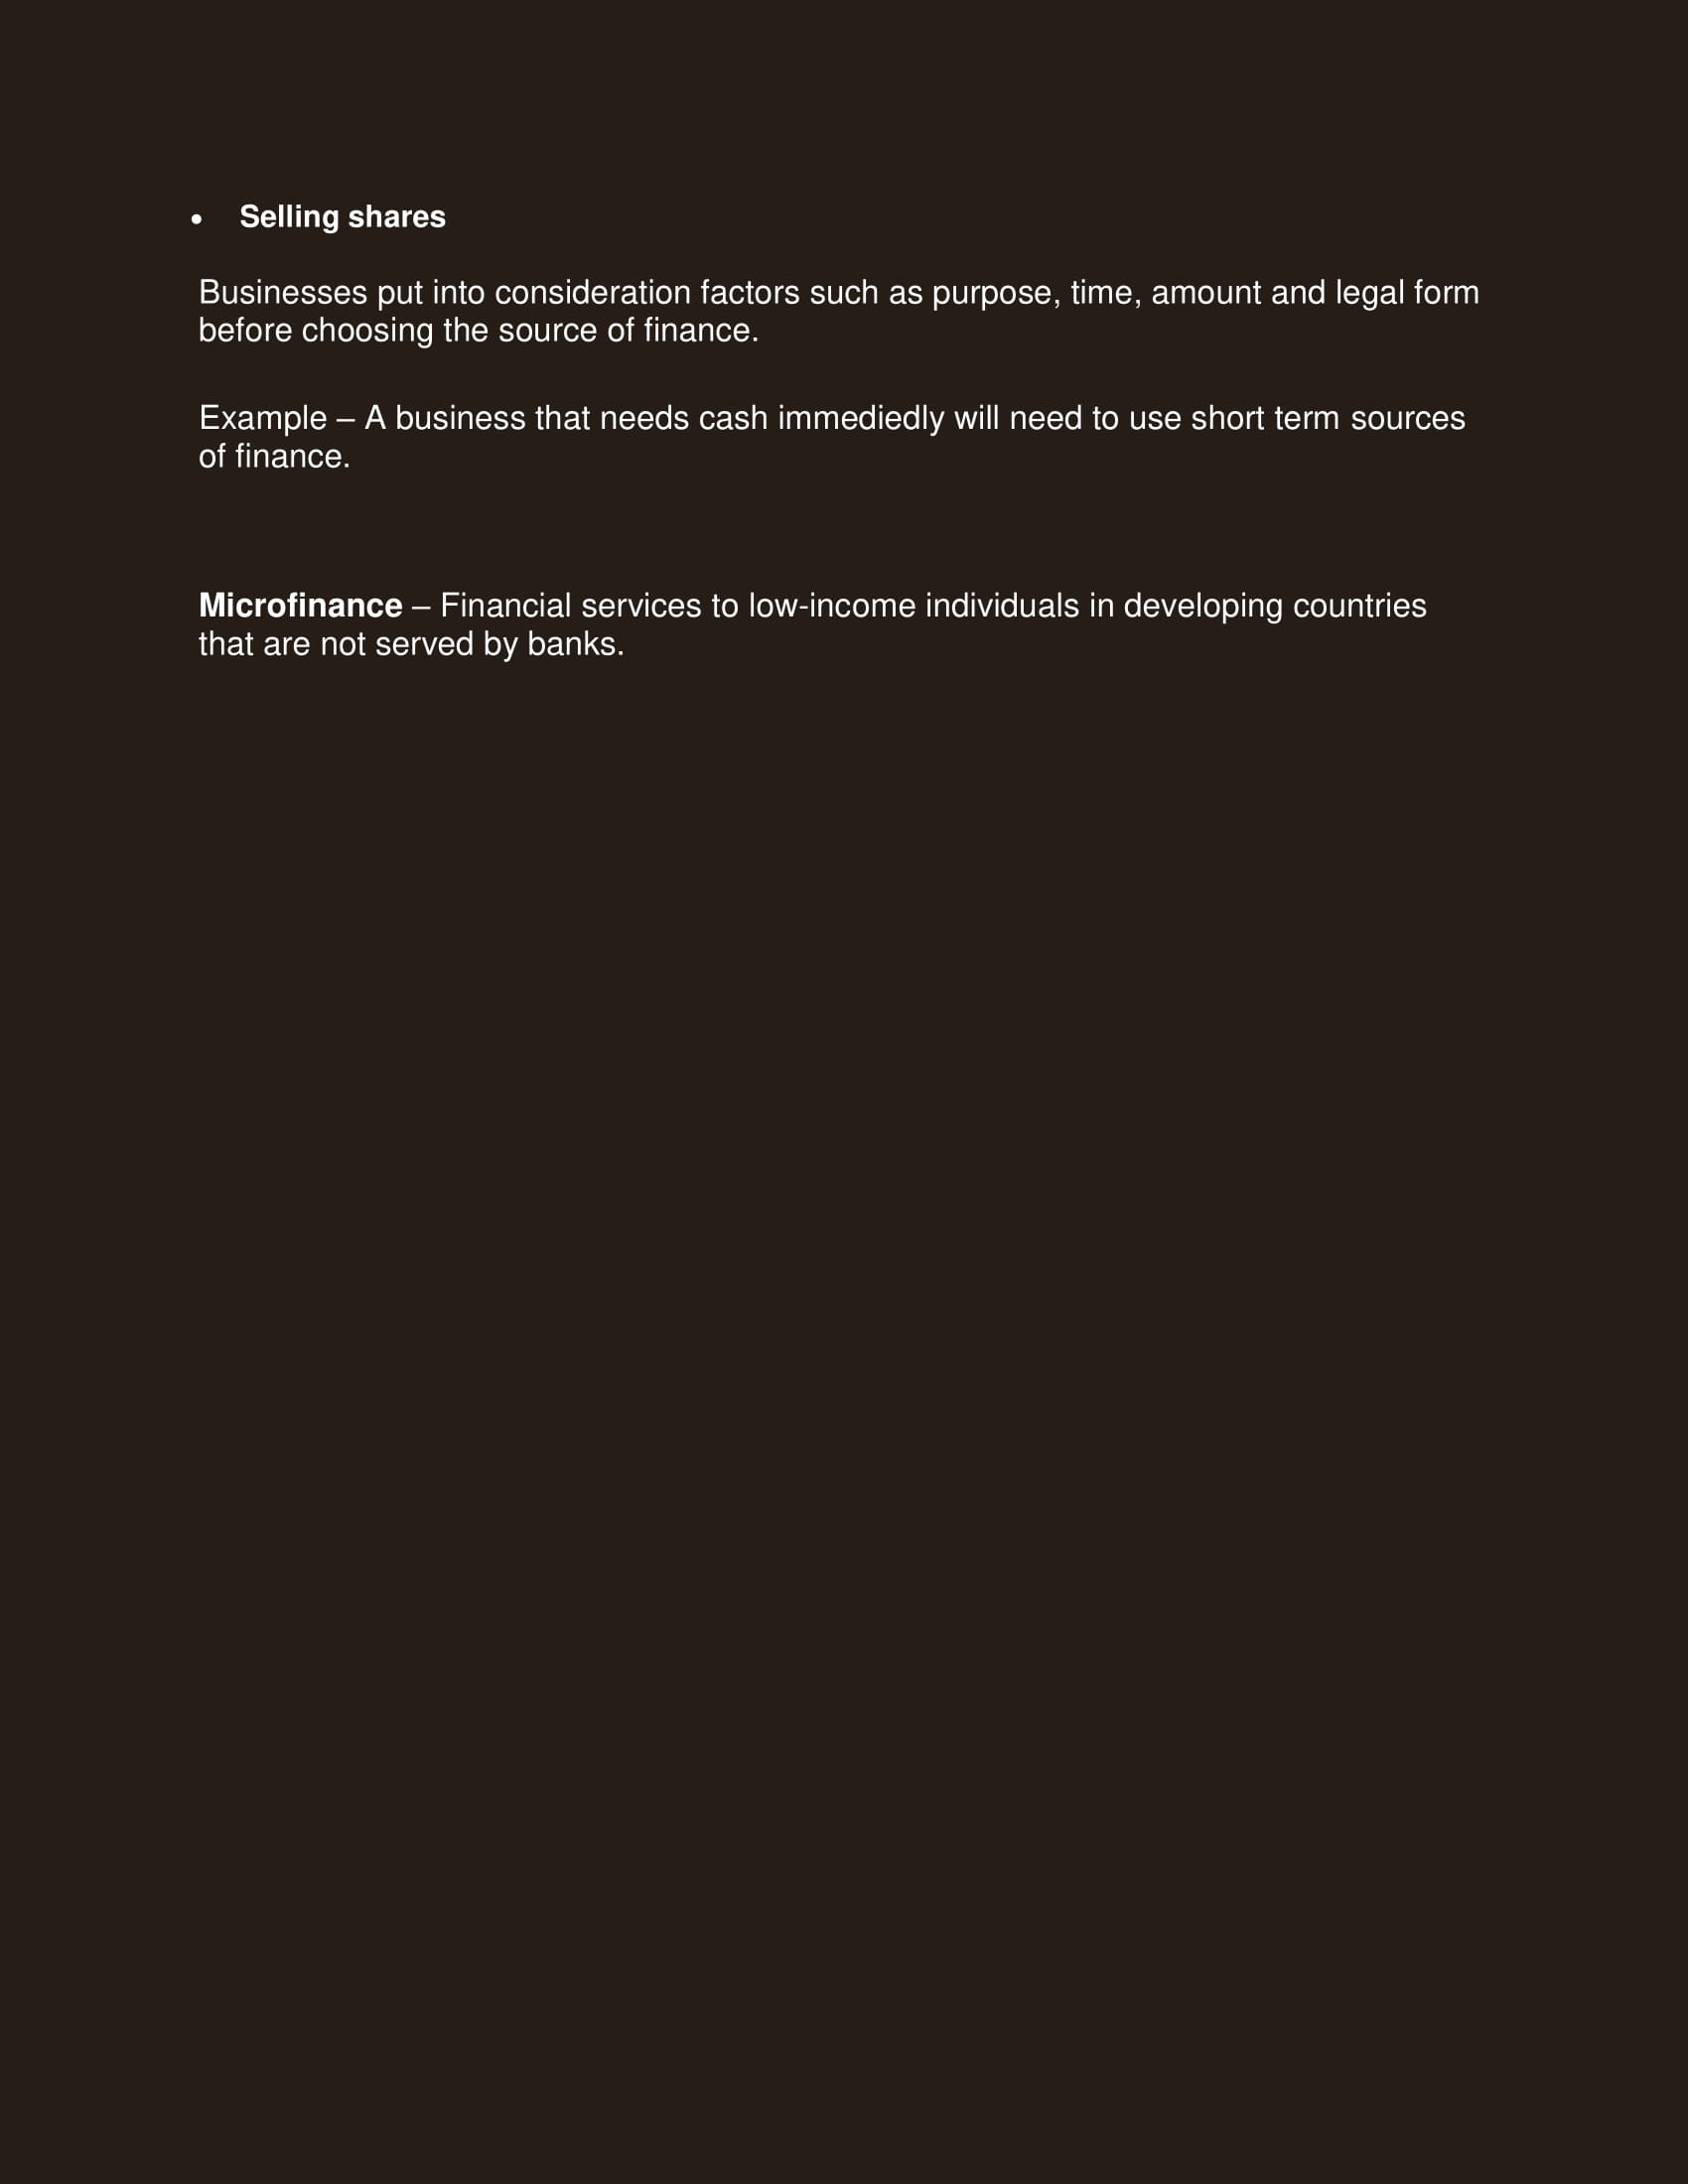 • Selling shares
Businesses put into consideration factors such as purpose, time, amount and legal form
before choosing the source of finance.
Example – A business that needs cash immediedly will need to use short term sources
of finance.
Microfinance – Financial services to low-income individuals in developing countries
that are not served by banks.